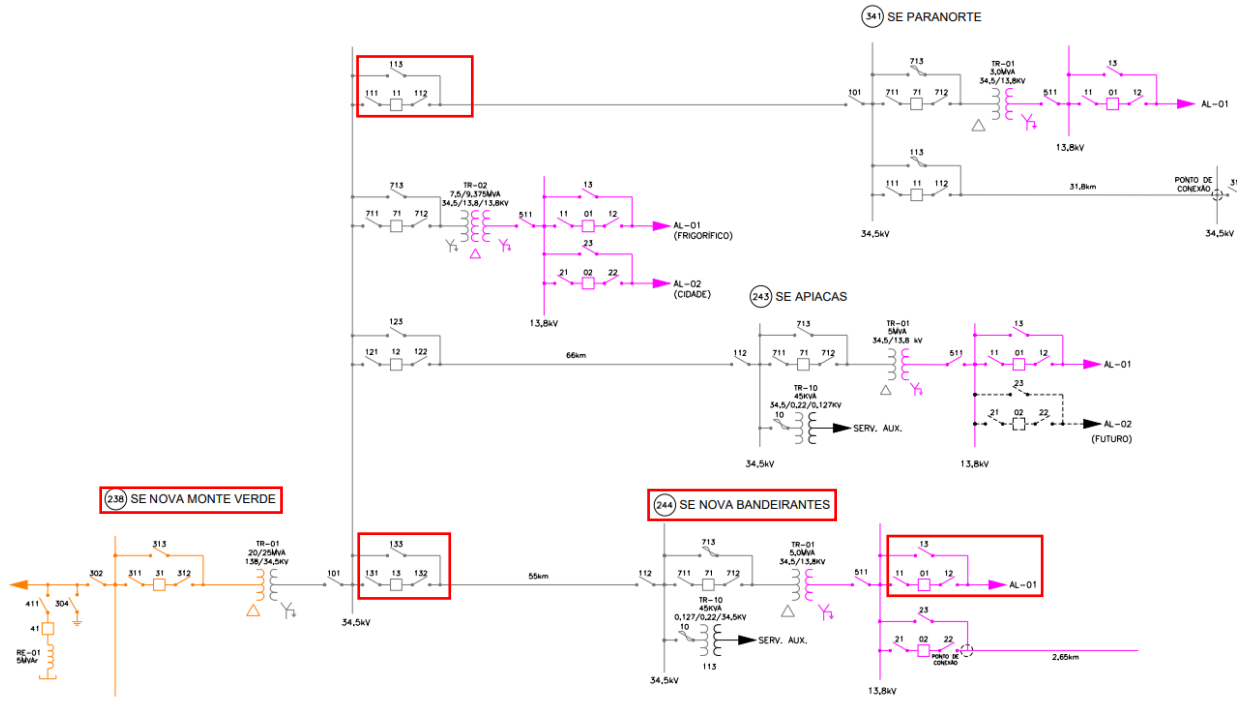 341 SE PARANORTE
113
111 11 112
101
713
711 71 712
TR-01
3,0MVA
34.5/13.8KV
511
13
11 01 12
AL-01
13,8kV
113
111 11 112
31,8km
PONTO DE
CONEXÃO
31
34,5kV
34,5kV
713
711 71 712
TR-02
7,5/9,375MVA
34,5/13,8/13,8KV
511
13
11 01 12
AL-01
(FRIGORÍFICO)
23
21 02 22
AL-02
(CIDADE)
13,8kV
243 SE APIACAS
123
121 12 122
66km
112
713
711 71 712
TR-01
5MVA
34,5/13,8 kV
511
13
11 01 12
AL-01
TR-10
45KVA
34,5/0,22/0,127KV
10
SERV. AUX.
23
21 02 22
AL-02
(FUTURO)
34,5kV
13,8kV
238 SE NOVA MONTE VERDE
244 SE NOVA BANDEIRANTES
302
313
311 31 312
TR-01
20/25MVA
138/34,5KV
101
133
131 13 132
55km
112
713
711 71 712
TR-01
5,0MVA
34,5/13,8KV
511
13
11 01 12
AL-01
411
304
41
RE-01
5MVAr
34,5kV
TR-10
45KVA
0,127/0,22/34,5KV
10
SERV. AUX.
113
34,5kV
23
21 02 22
PONTO DE
CONEXÃO
2,65km
13,8kV